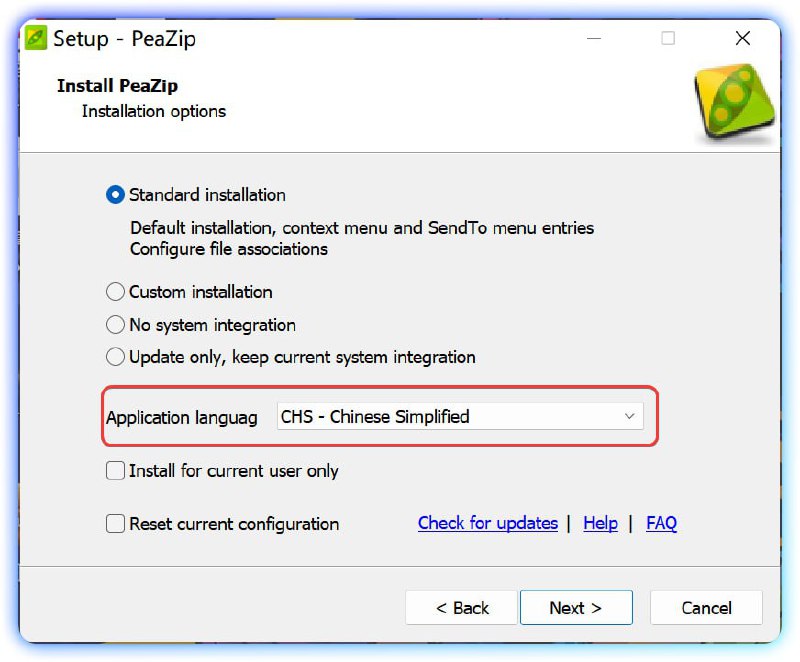 Setup - PeaZip
Install PeaZip
Installation options
Standard installation
Default installation, context menu and SendTo menu entries
Configure file associations
Custom installation
No system integration
Update only, keep current system integration
Application languag
CHS - Chinese Simplified
Install for current user only
Reset current configuration
Check for updates | Help | FAQ
< Back
Next >
Cancel